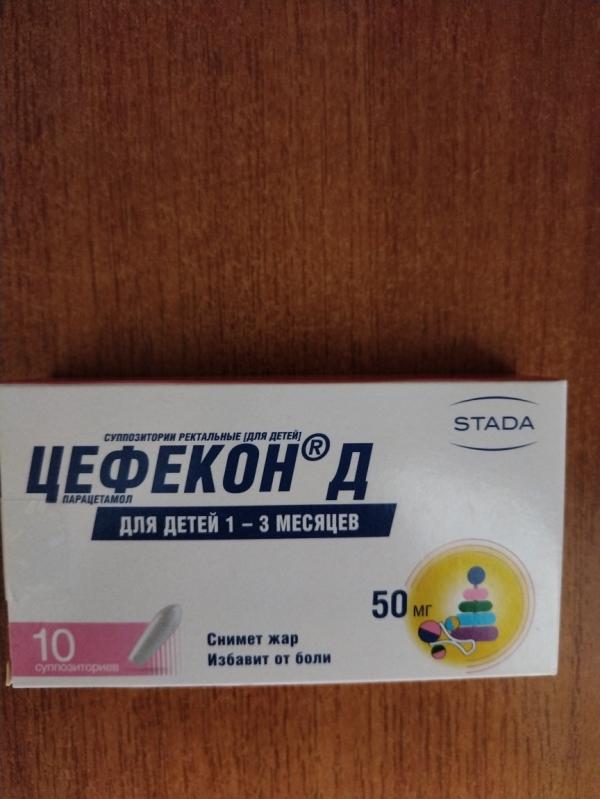 СУППОЗИТОРИИ РЕКТАЛЬНЫЕ [ДЛЯ ДЕТЕЙ]
STADA
ЦЕФЕКОН® Д
ПАРАЦЕТАМОЛ
ДЛЯ ДЕТЕЙ 1 – 3 МЕСЯЦЕВ
50 МГ
10
суппозиториев
Снимет жар
Избавит от боли